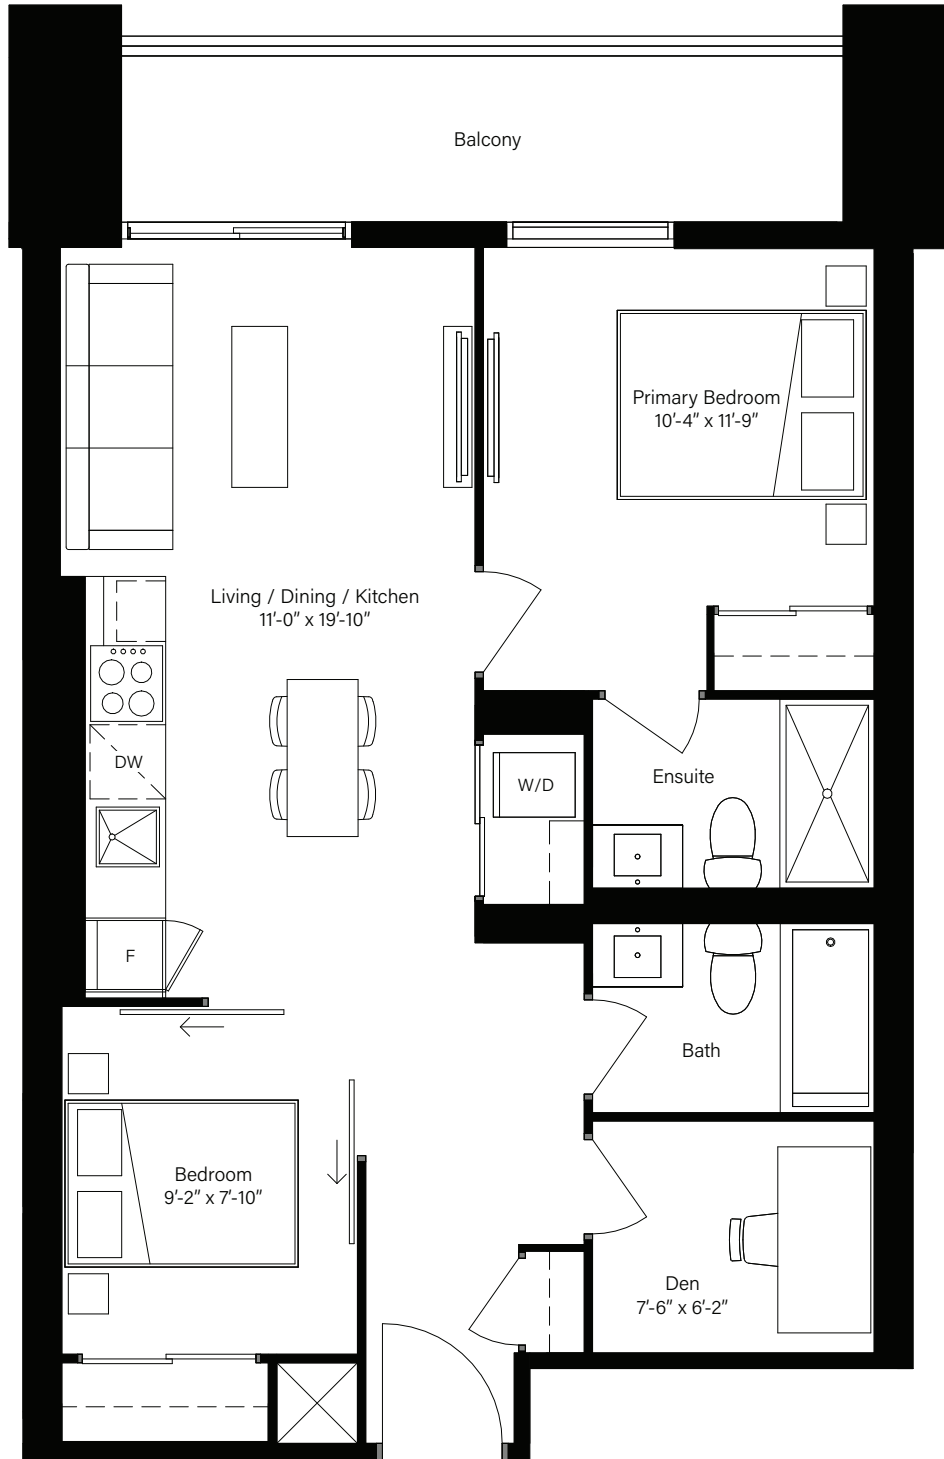 Balcony
Primary Bedroom
10'-4" x 11'-9"
Living / Dining / Kitchen
11'-0" x 19'-10"
DW
W/D
Ensuite
F
Bath
Bedroom
9'-2" x 7'-10"
Den
7'-6" x 6'-2"